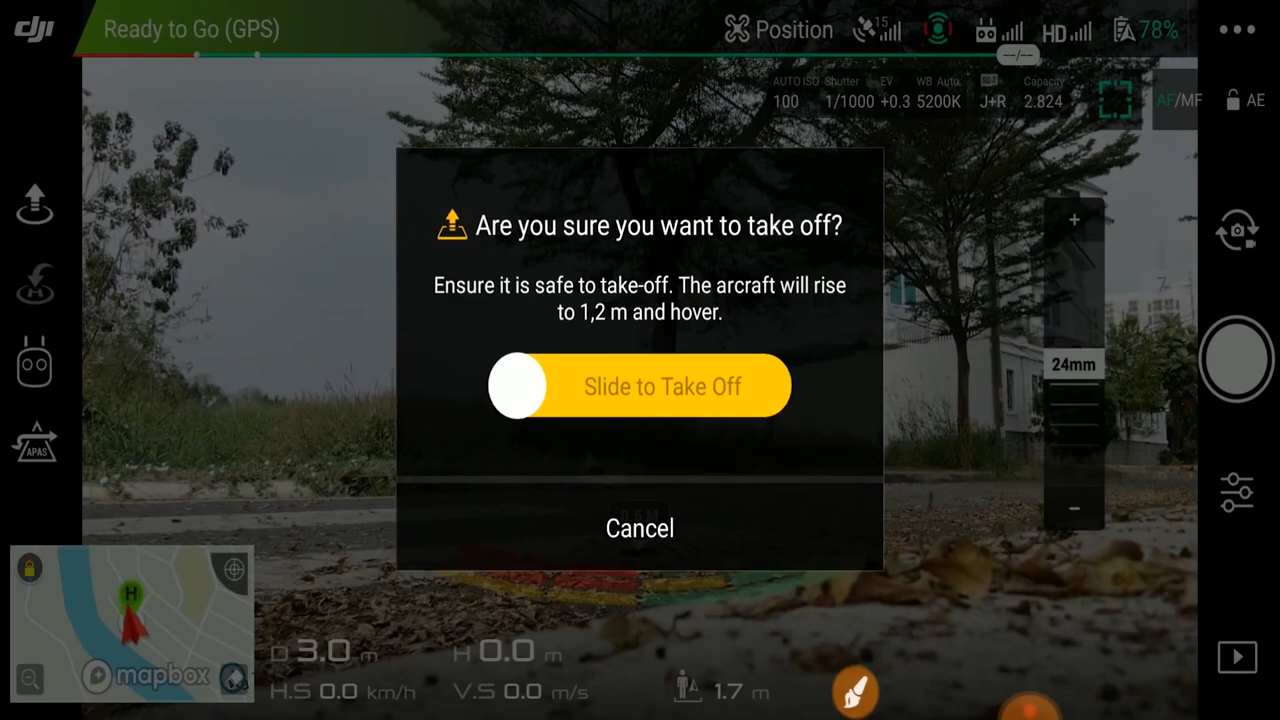 dji
Ready to Go (GPS)
Position
15
HD
78%
--/--
AUTO ISO
100
Shutter
1/1000
EV
+0.3
WB Auto
5200K
J+R
Capacity
2.824
AF/MF
AE
Are you sure you want to take off?
Ensure it is safe to take-off. The arcraft will rise
to 1,2 m and hover.
Slide to Take Off
Cancel
+
24mm
-
APAS
H
mapbox
D 3.0 m
H 0.0 m
H.S 0.0 km/h
V.S 0.0 m/s
1.7 m